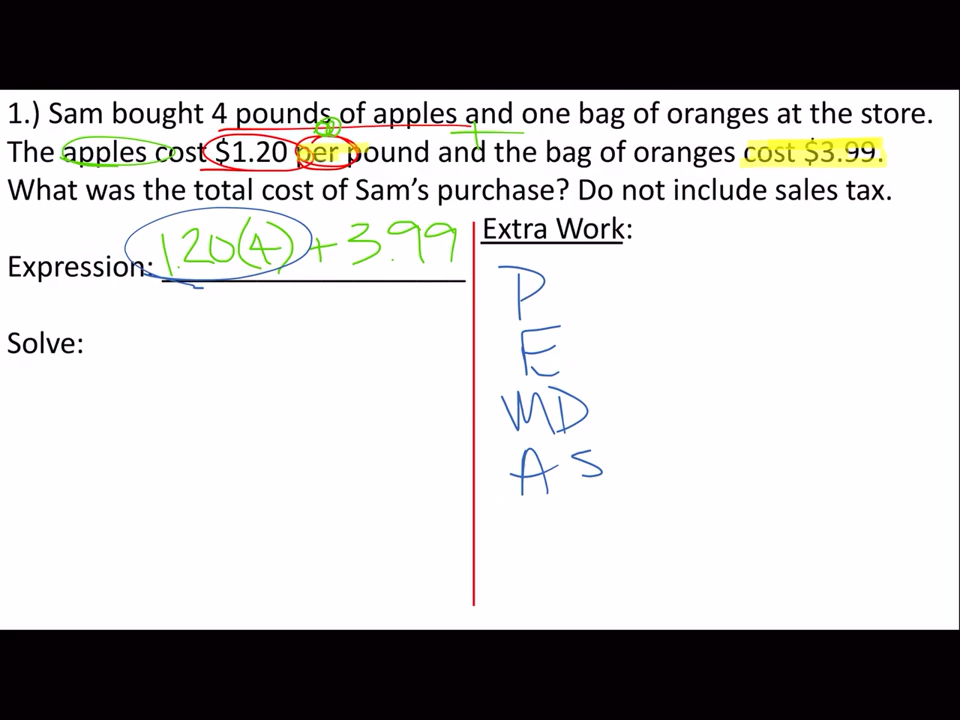 1.) Sam bought 4 pounds of apples and one bag of oranges at the store.
The apples cost $1.20 per pound and the bag of oranges cost $3.99.
What was the total cost of Sam's purchase? Do not include sales tax.
Expression: 1.20(4) + 3.99
Solve:
Extra Work:
P
E
MD
AS